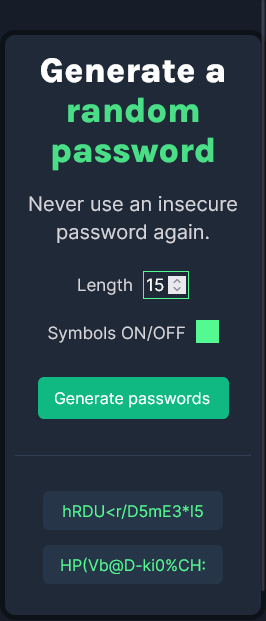 Generate a
random
password
Never use an insecure
password again.
Length 15
Symbols ON/OFF
Generate passwords
hRDU<r/D5mE3*I5
HP(Vb@D-ki0%CH: